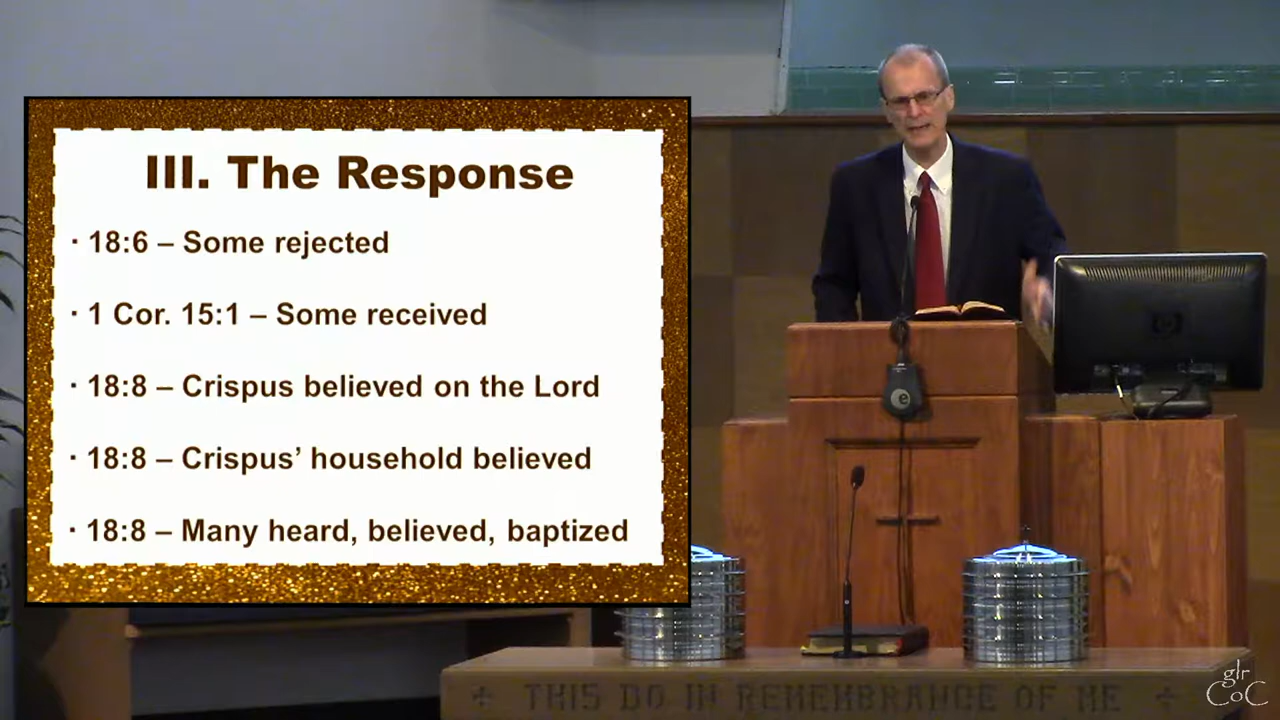 III. The Response
· 18:6 – Some rejected
· 1 Cor. 15:1 – Some received
· 18:8 – Crispus believed on the Lord
· 18:8 – Crispus’ household believed
· 18:8 – Many heard, believed, baptized
e
THIS DO IN REMEMBRANCE OF ME
glr
CoC